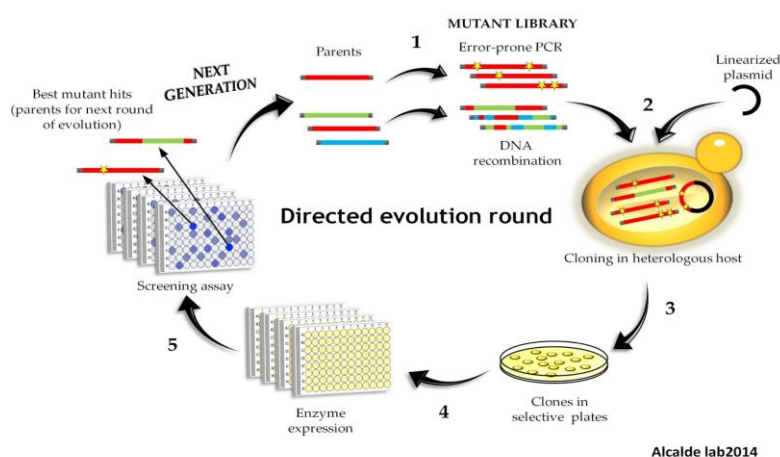 MUTANT LIBRARY
Parents
1
Error-prone PCR
NEXT
GENERATION
Linearized
plasmid
Best mutant hits
(parents for next round
of evolution)
2
DNA
recombination
Directed evolution round
Cloning in heterologous host
Screening assay
3
5
Enzyme
expression
4
Clones in
selective plates
Alcalde lab2014